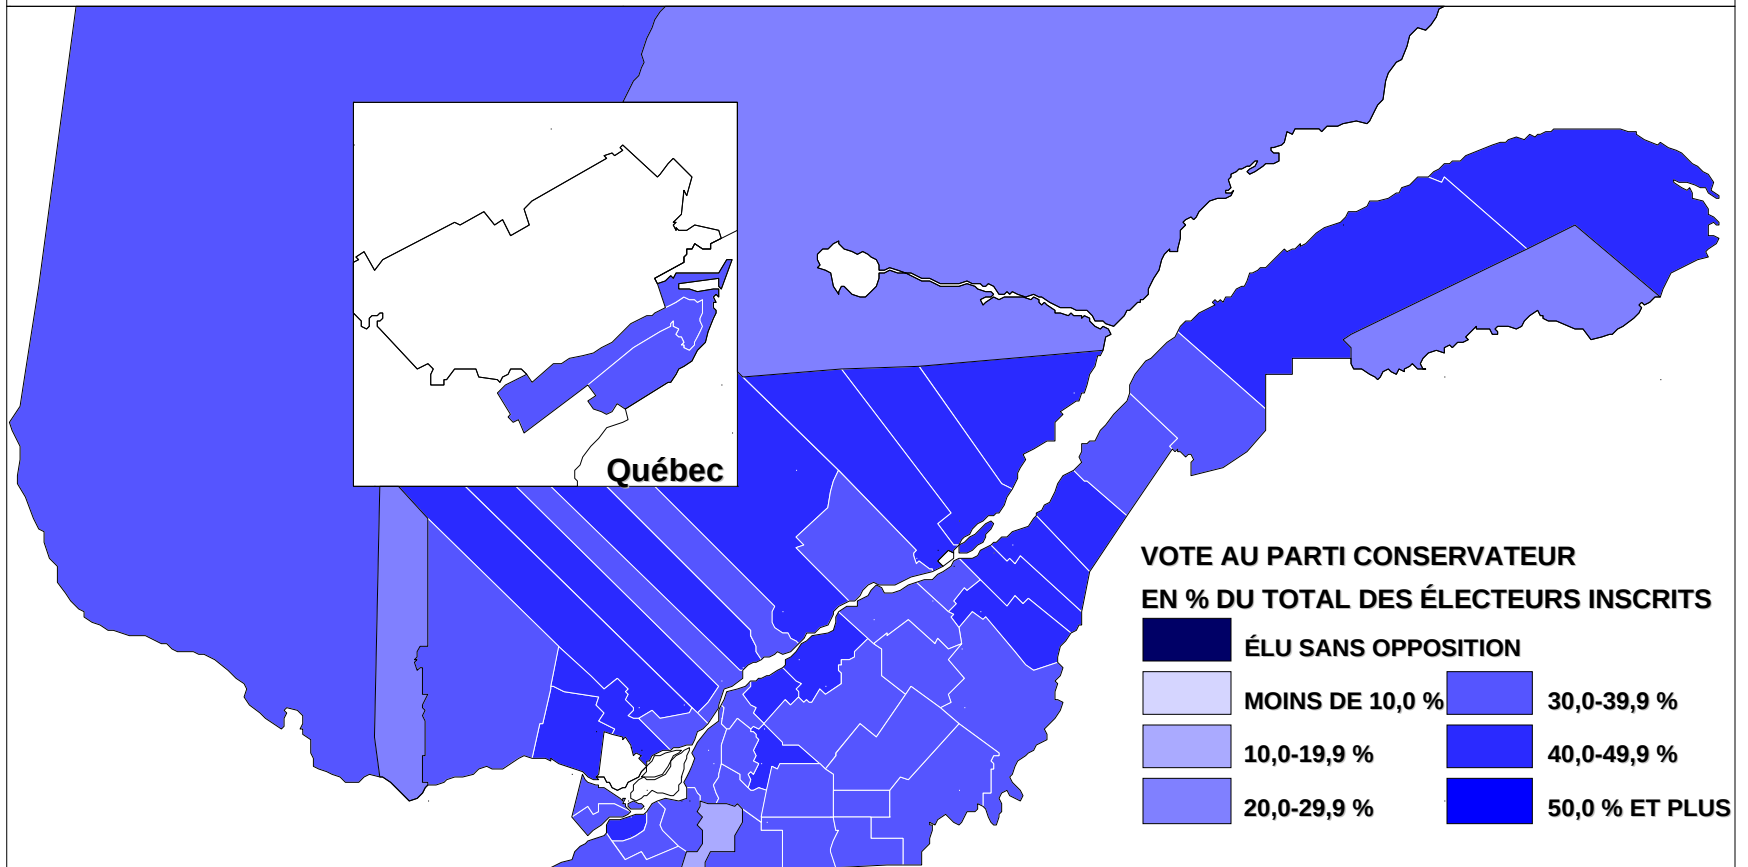 Québec
VOTE AU PARTI CONSERVATEUR
EN % DU TOTAL DES ÉLECTEURS INSCRITS
ÉLU SANS OPPOSITION
MOINS DE 10,0 %
30,0-39,9 %
10,0-19,9 %
40,0-49,9 %
20,0-29,9 %
50,0 % ET PLUS